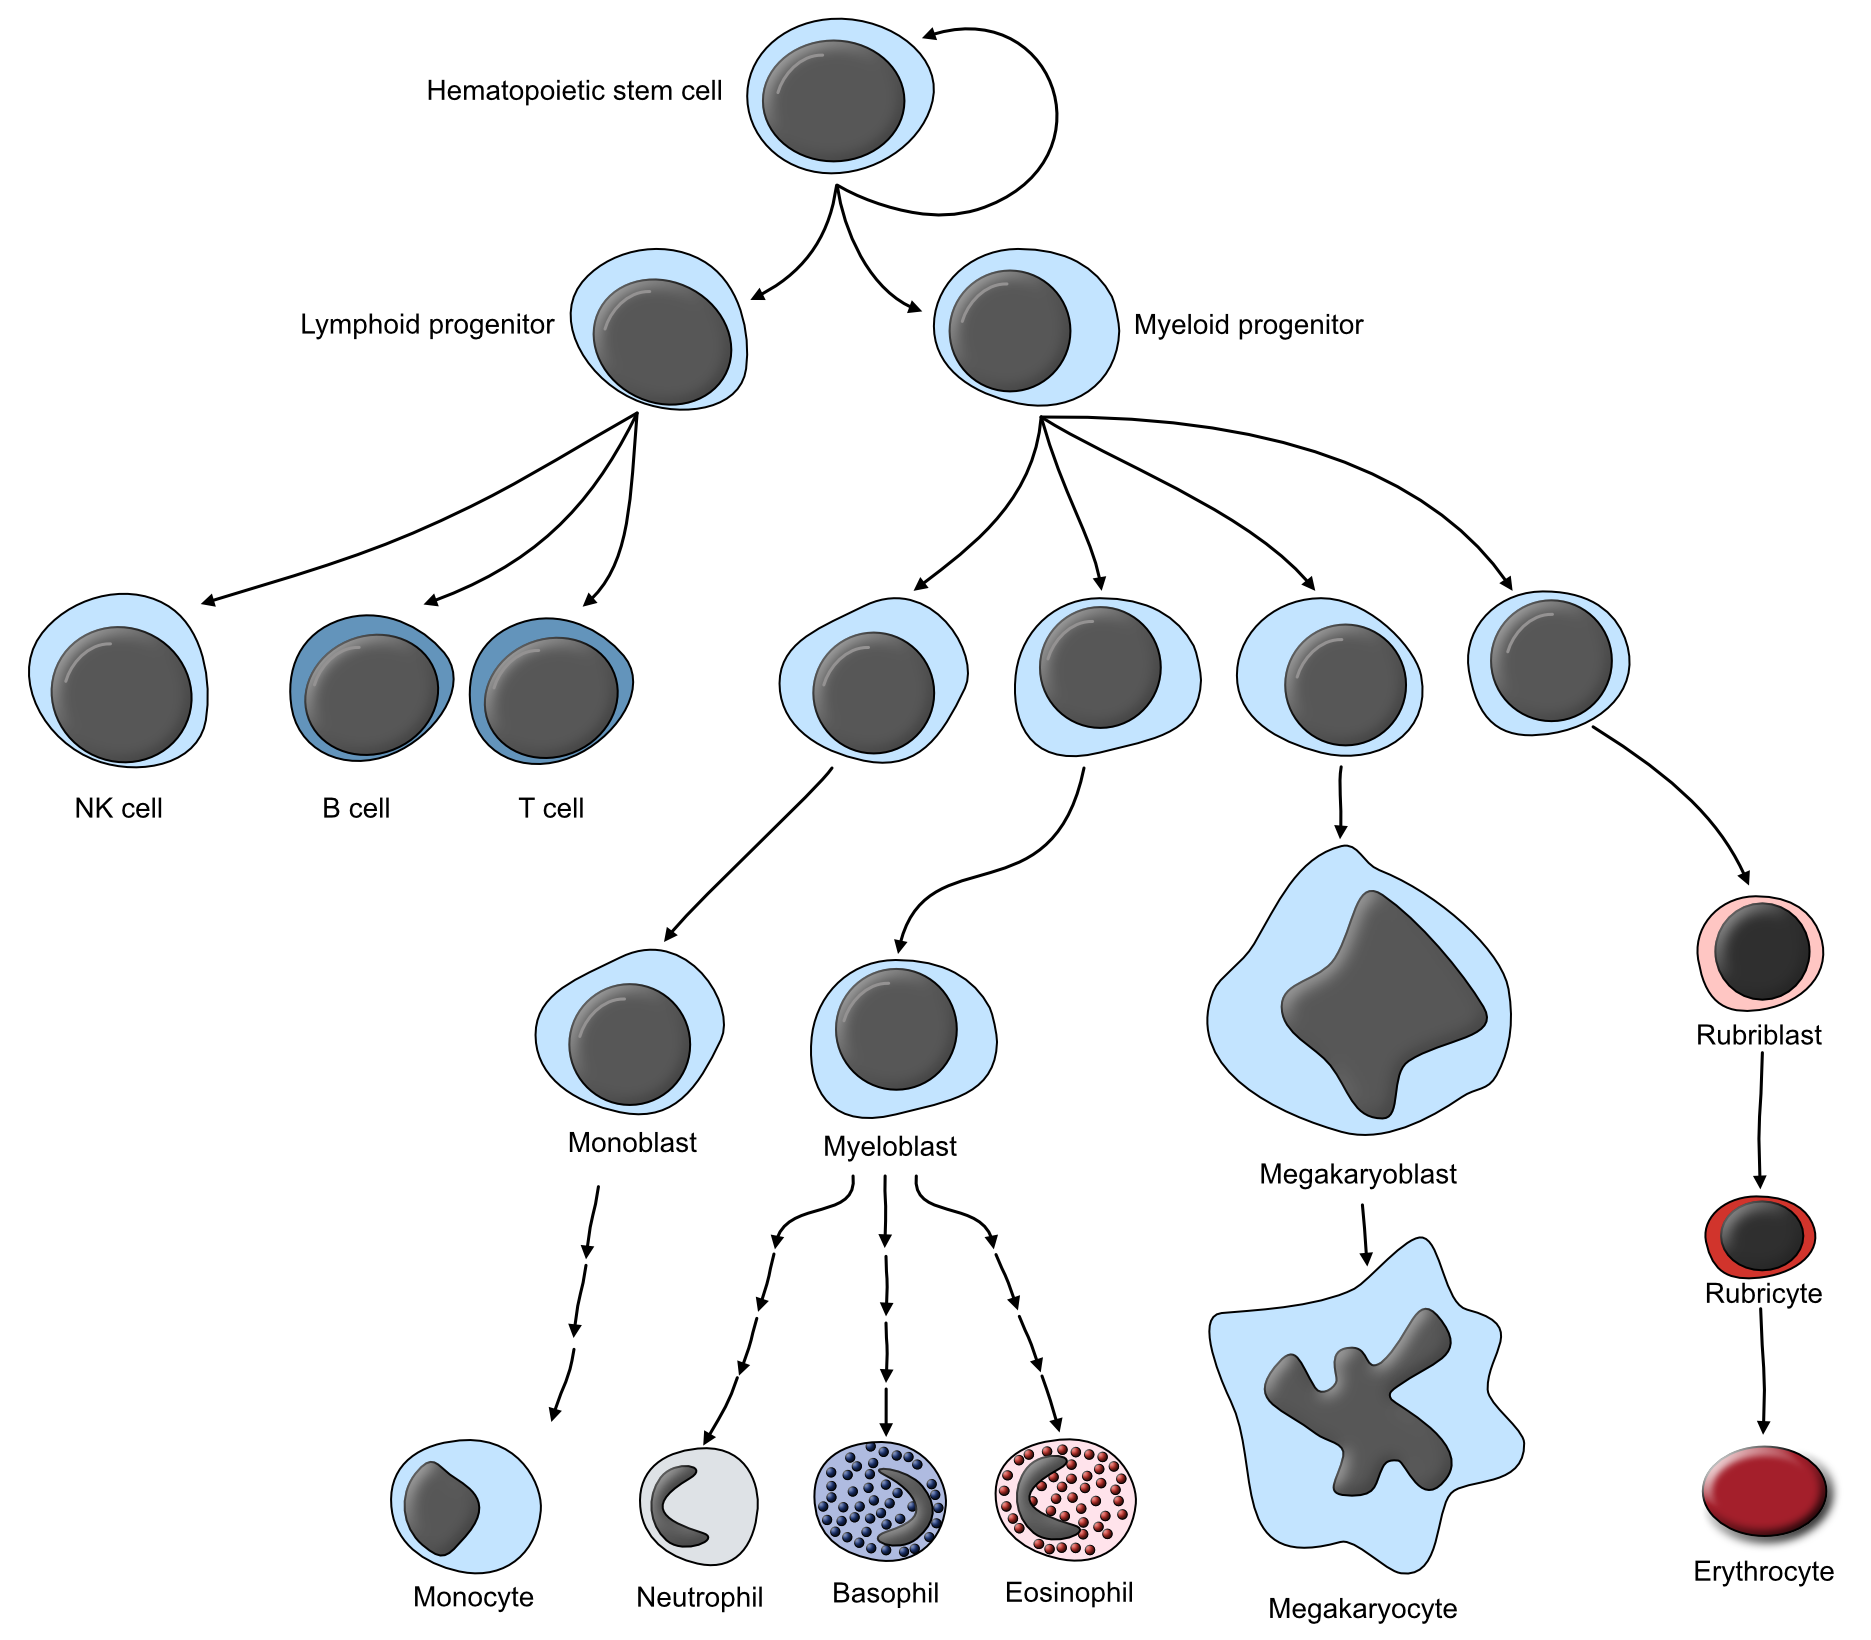 Hematopoietic stem cell
Lymphoid progenitor
Myeloid progenitor
NK cell
B cell
T cell
Rubriblast
Monoblast
Myeloblast
Megakaryoblast
Rubricyte
Monocyte
Neutrophil
Basophil
Eosinophil
Megakaryocyte
Erythrocyte